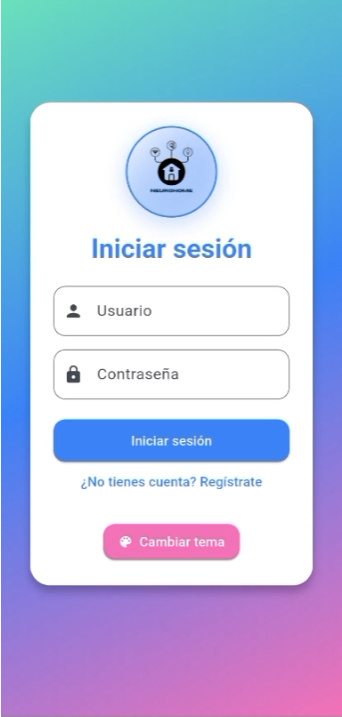 Iniciar sesión
Usuario
Contraseña
Iniciar sesión
¿No tienes cuenta? Regístrate
Cambiar tema